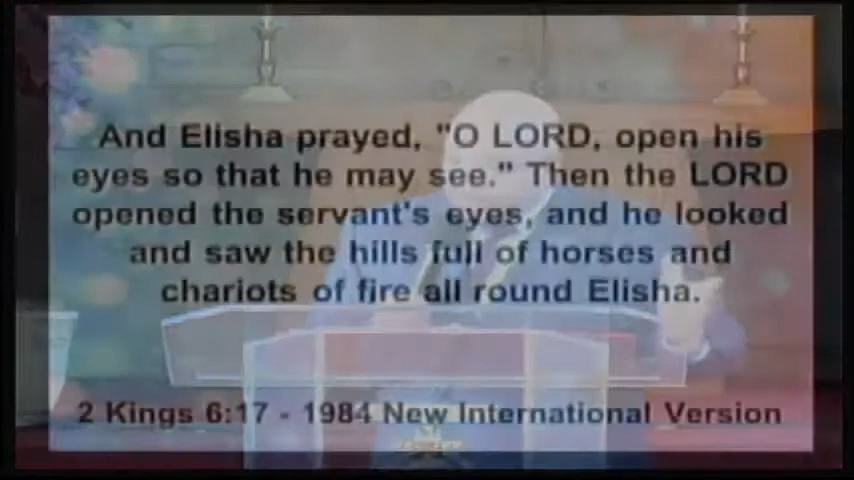 And Elisha prayed, "O LORD, open his
eyes so that he may see." Then the LORD
opened the servant's eyes, and he looked
and saw the hills full of horses and
chariots of fire all round Elisha.
2 Kings 6:17 - 1984 New International Version